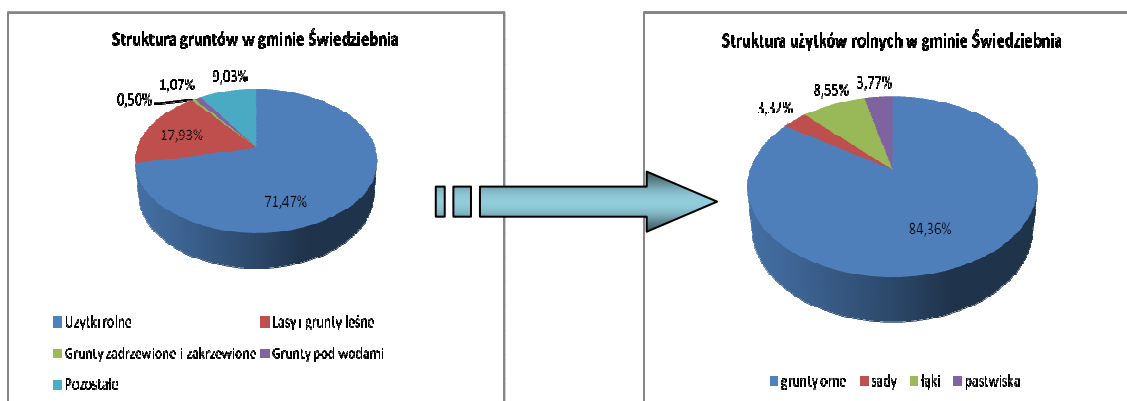 Struktura gruntów w gminie Świedziebnia
9,03%
1,07%
0,50%
17,93%
71,47%
Użytki rolne
Lasy i grunty leśne
Grunty zadrzewione i zakrzewione
Grunty pod wodami
Pozostałe
Struktura użytków rolnych w gminie Świedziebnia
3,77%
8,55%
3,32%
84,36%
grunty orne
sady
łąki
pastwiska